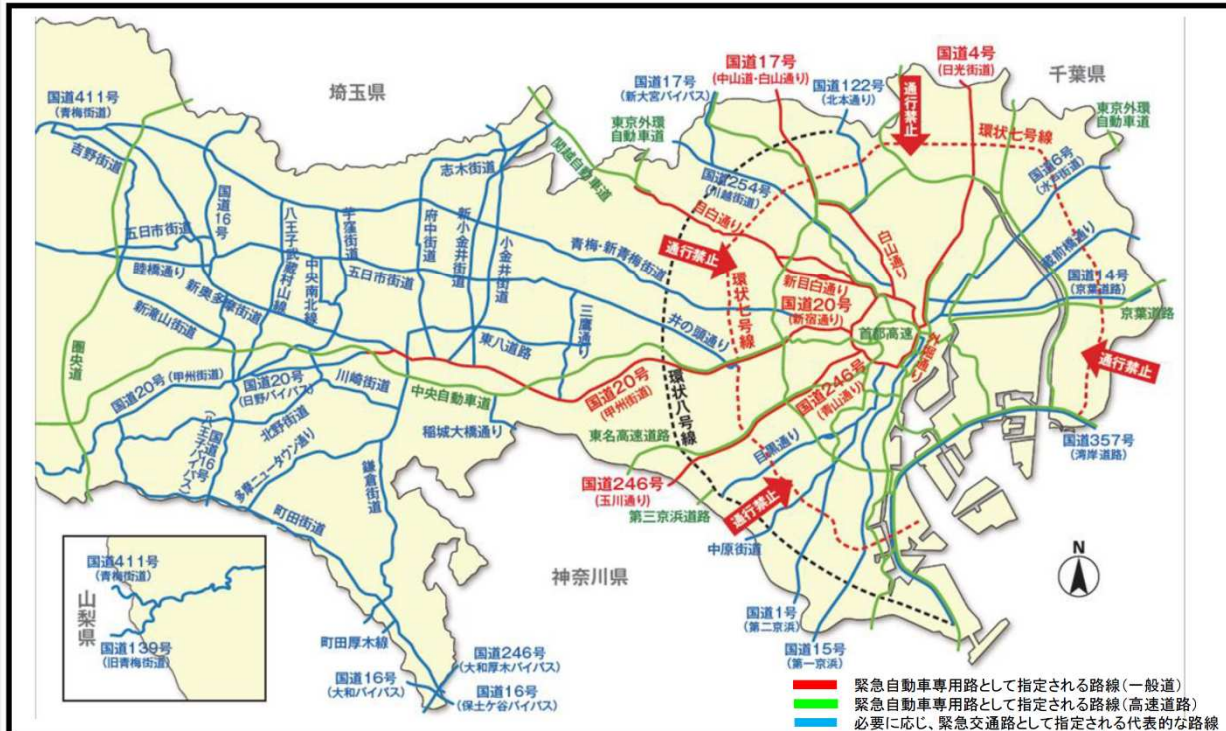 国道17号
(中山道・白山通り)
国道4号
(日光街道)
千葉県
国道17号
(新大宮バイパス)
国道122号
(北本通り)
通行禁止
埼玉県
国道411号
(青梅街道)
東京外環
自動車道
東京外環
自動車道
環状七号線
関越自動車道
国道6号
(水戸街道)
吉野街道
志木街道
国道254号
(川越街道)
国道16号
八王子武蔵村山線
芋窪街道
府中街道
新小金井街道
小金井街道
目白通り
白山通り
蔵前橋通り
五日市街道
青梅・新青梅街道
通行禁止
中央南北線
五日市街道
新目白通り
国道14号
(京葉道路)
睦橋通り
新奥多摩街道
環状七号線
国道20号
(新宿通り)
京葉道路
新滝山街道
三鷹通り
井の頭通り
首都高速
東八道路
圏央道
外堀通り
通行禁止
国道20号(甲州街道)
国道20号
(日野バイパス)
川崎街道
国道20号
(甲州街道)
国道246号
(青山通り)
中央自動車道
環状八号線
北野街道
稲城大橋通り
東名高速道路
目黒通り
国道16号
(八王子バイパス)
国道357号
(湾岸道路)
多摩ニュータウン通り
鎌倉街道
国道246号
(玉川通り)
第三京浜道路
通行禁止
町田街道
中原街道
国道411号
(青梅街道)
神奈川県
N
山梨県
国道1号
(第二京浜)
国道139号
(旧青梅街道)
町田厚木線
国道15号
(第一京浜)
国道246号
(大和厚木バイパス)
国道16号
(大和バイパス)
国道16号
(保土ケ谷バイパス)
緊急自動車専用路として指定される路線(一般道)
緊急自動車専用路として指定される路線(高速道路)
必要に応じ、緊急交通路として指定される代表的な路線